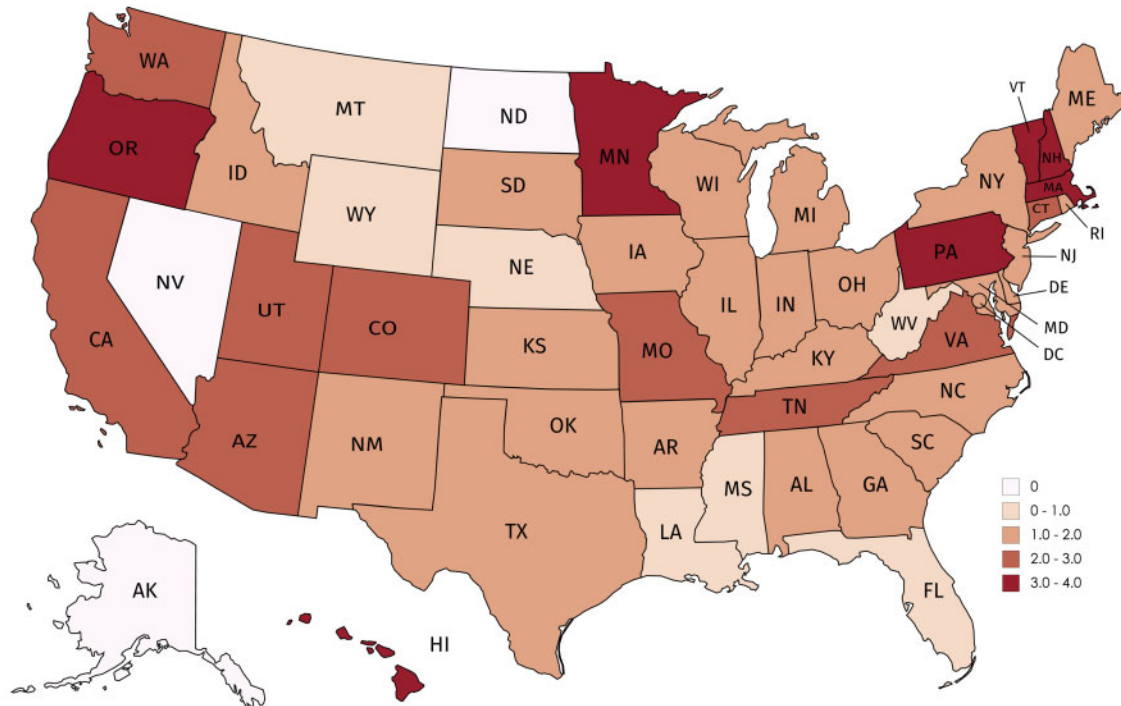 WA
MT
ND
VT
ME
OR
MN
NH
ID
SD
WI
NY
MA
WY
MI
CT
RI
IA
PA
NJ
NE
NV
OH
DE
IL
IN
UT
CO
WV
MD
CA
KS
MO
VA
DC
KY
NC
TN
AZ
NM
OK
AR
SC
MS
AL
GA
TX
LA
0
0 - 1.0
1.0 - 2.0
2.0 - 3.0
3.0 - 4.0
AK
FL
HI